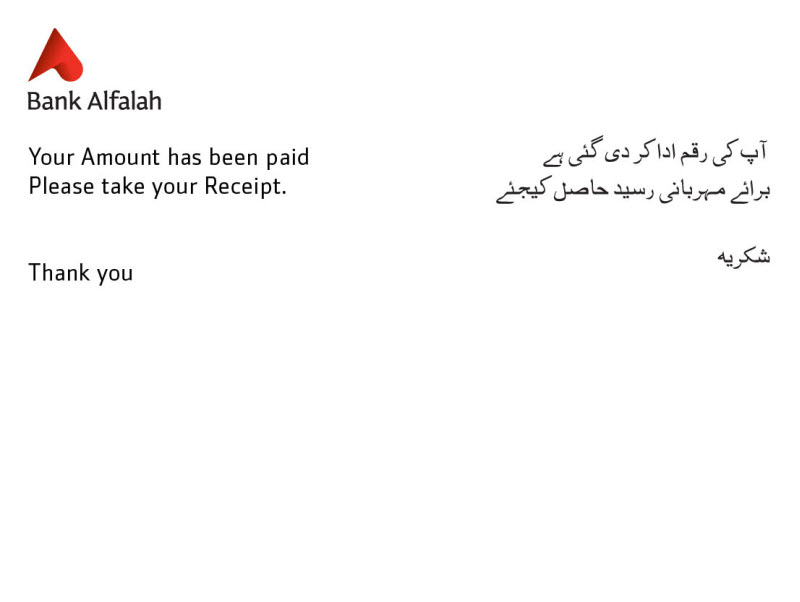 Bank Alfalah
Your Amount has been paid
Please take your Receipt.
Thank you
آپ کی رقم ادا کر دی گئی ہے
برائے مہربانی رسید حاصل کیجئے
شکریہ